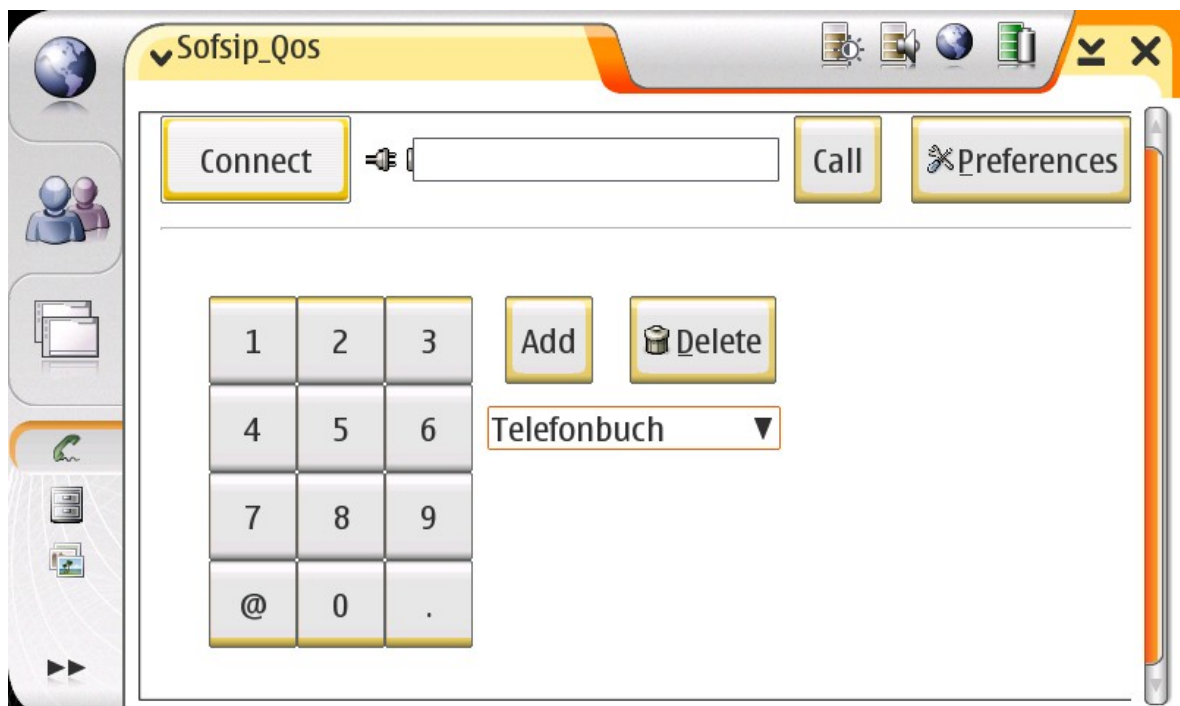 Sofsip_Qos
Connect Call Preferences
1 2 3 Add Delete
4 5 6 Telefonbuch
7 8 9
@ 0 .